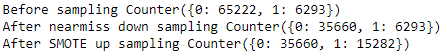 Before sampling Counter({0: 65222, 1: 6293})
After nearmiss down sampling Counter({0: 35660, 1: 6293})
After SMOTE up sampling Counter({0: 35660, 1: 15282})